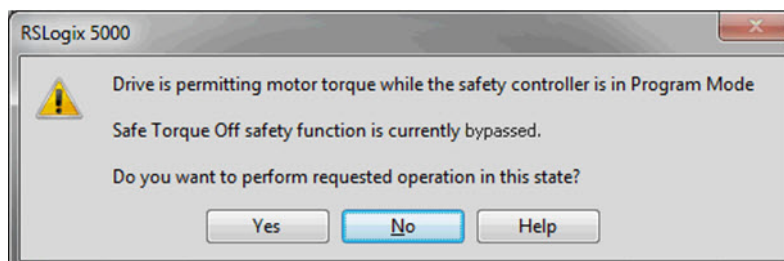 RSLogix 5000
Drive is permitting motor torque while the safety controller is in Program Mode
Safe Torque Off safety function is currently bypassed.
Do you want to perform requested operation in this state?
Yes No Help